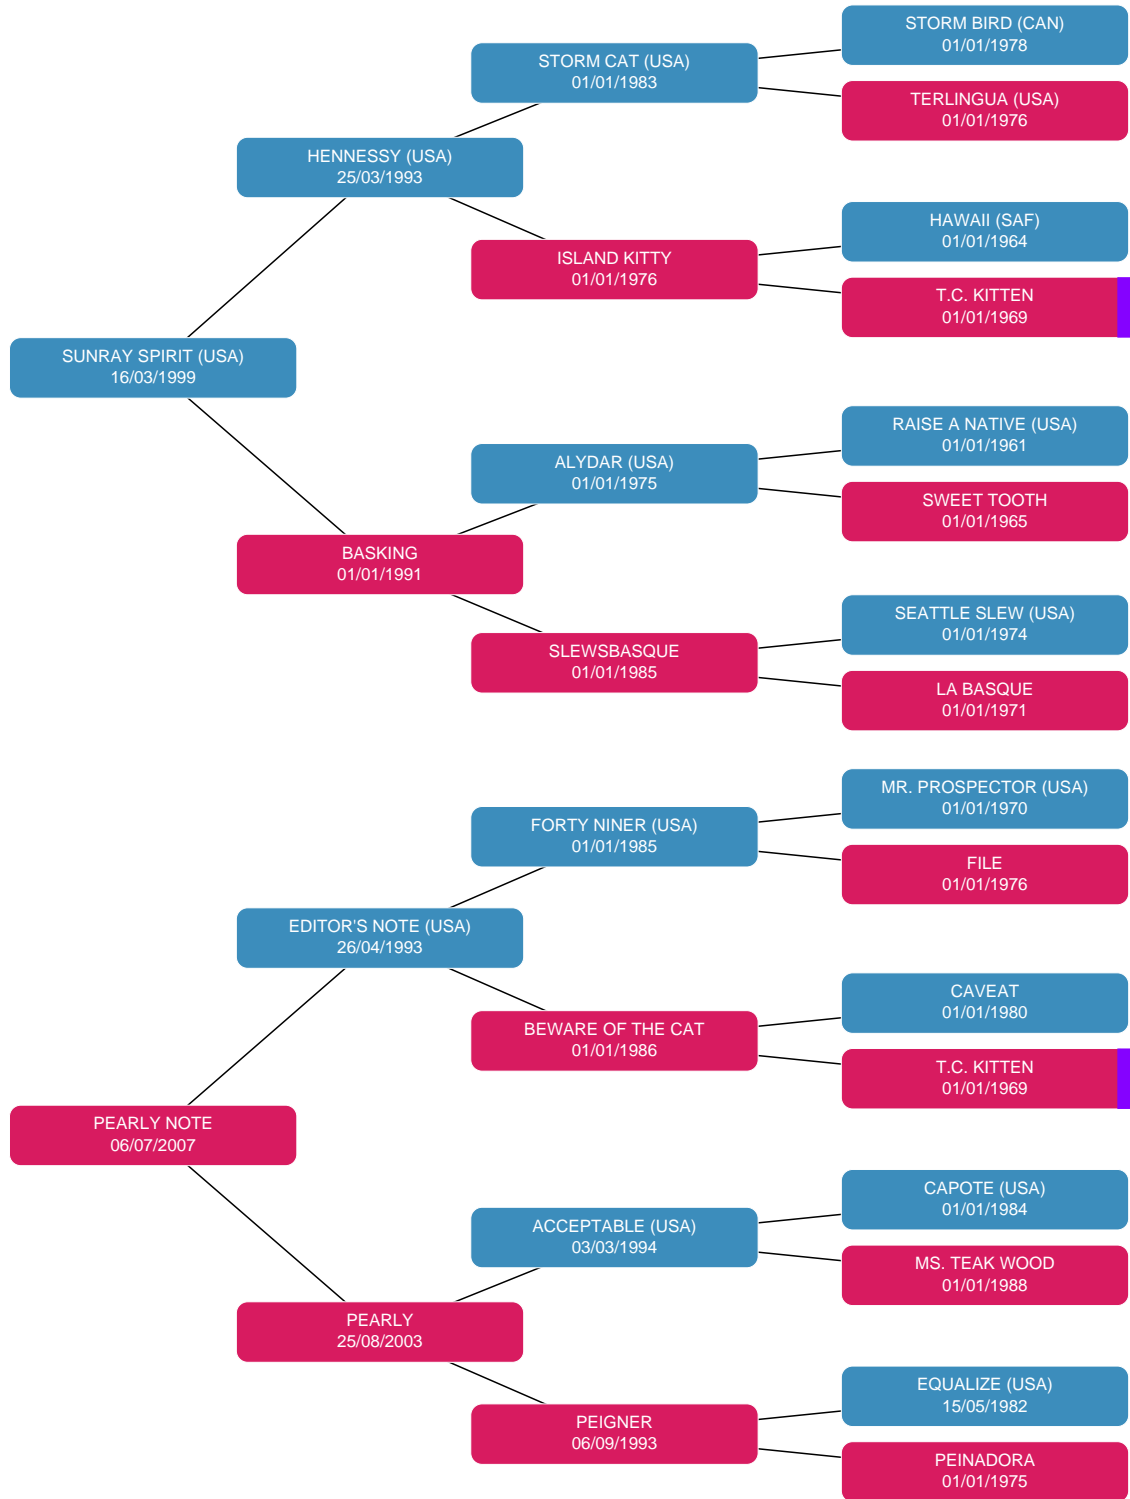 STORM BIRD (CAN)
01/01/1978
STORM CAT (USA)
01/01/1983
TERLINGUA (USA)
01/01/1976
HENNESSY (USA)
25/03/1993
HAWAII (SAF)
01/01/1964
ISLAND KITTY
01/01/1976
T.C. KITTEN
01/01/1969
SUNRAY SPIRIT (USA)
16/03/1999
RAISE A NATIVE (USA)
01/01/1961
ALYDAR (USA)
01/01/1975
SWEET TOOTH
01/01/1965
BASKING
01/01/1991
SEATTLE SLEW (USA)
01/01/1974
SLEWSBASQUE
01/01/1985
LA BASQUE
01/01/1971
MR. PROSPECTOR (USA)
01/01/1970
FORTY NINER (USA)
01/01/1985
FILE
01/01/1976
EDITOR'S NOTE (USA)
26/04/1993
CAVEAT
01/01/1980
BEWARE OF THE CAT
01/01/1986
T.C. KITTEN
01/01/1969
PEARLY NOTE
06/07/2007
CAPOTE (USA)
01/01/1984
ACCEPTABLE (USA)
03/03/1994
MS. TEAK WOOD
01/01/1988
PEARLY
25/08/2003
EQUALIZE (USA)
15/05/1982
PEIGNER
06/09/1993
PEINADORA
01/01/1975